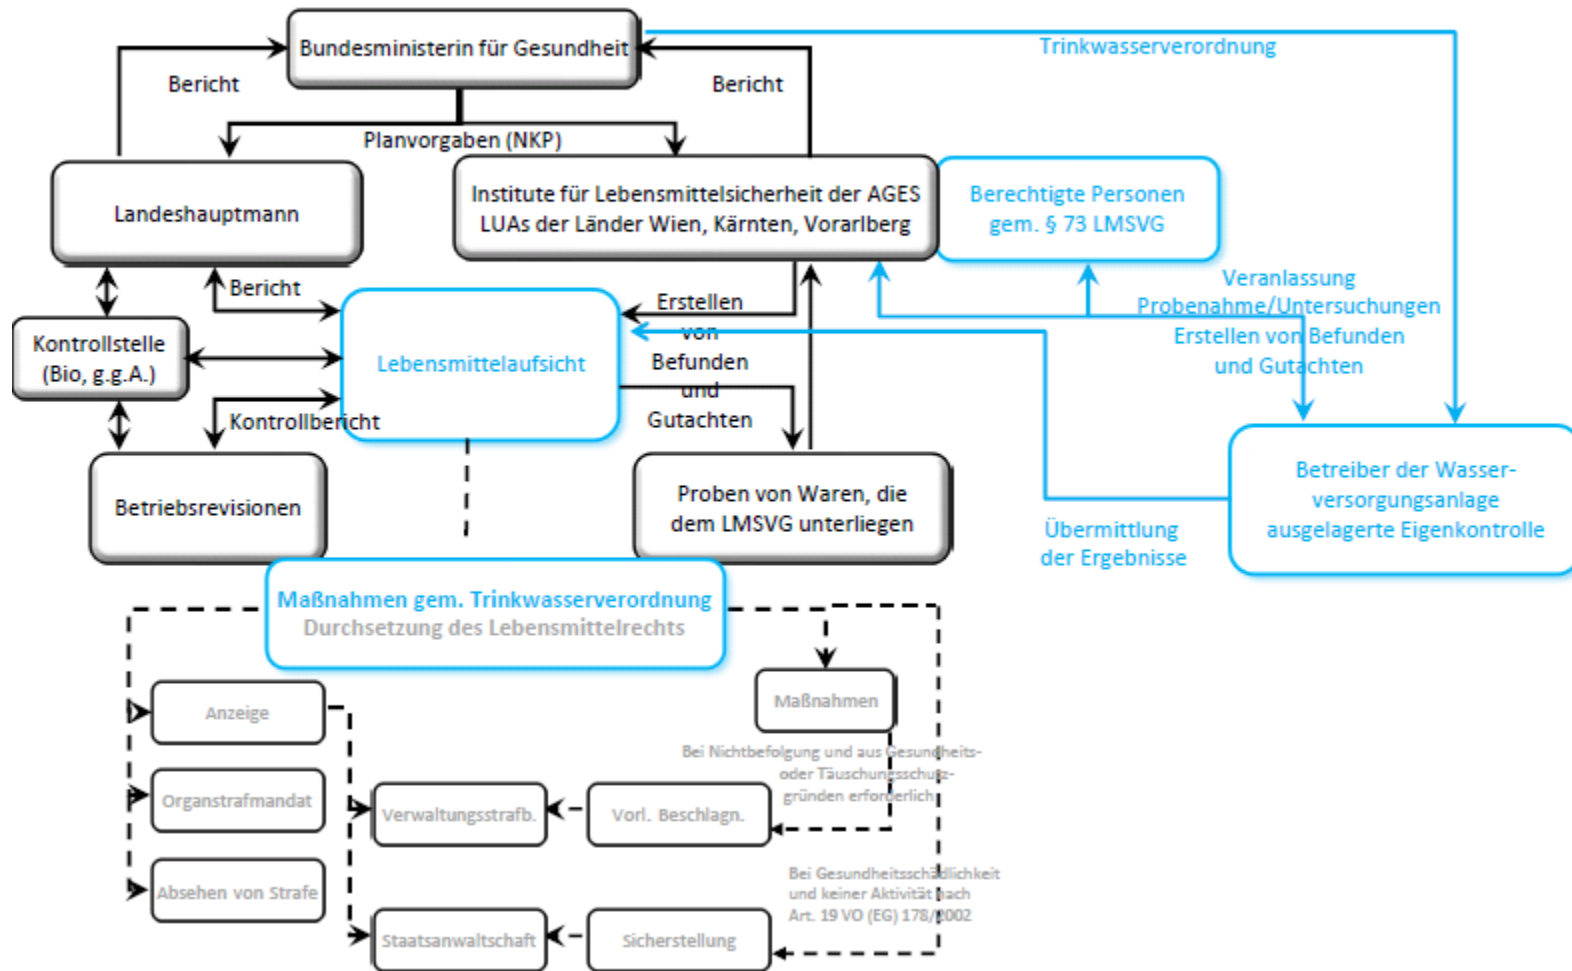 Bundesministerin für Gesundheit
Trinkwasserverordnung
Bericht
Bericht
Planvorgaben (NKP)
Landeshauptmann
Institute für Lebensmittelsicherheit der AGES
LUAs der Länder Wien, Kärnten, Vorarlberg
Berechtigte Personen
gem. § 73 LMSVG
Bericht
Erstellen
von
Befunden
und
Gutachten
Veranlassung
Probenahme/Untersuchungen
Erstellen von Befunden
und Gutachten
Kontrollstelle
(Bio, g.g.A.)
Lebensmittelaufsicht
Kontrollbericht
Betriebsrevisionen
Proben von Waren, die
dem LMSVG unterliegen
Übermittlung
der Ergebnisse
Betreiber der Wasser-
versorgungsanlage
ausgelagerte Eigenkontrolle
Maßnahmen gem. Trinkwasserverordnung
Durchsetzung des Lebensmittelrechts
Anzeige
Maßnahmen
Bei Nichtbefolgung und aus Gesundheits-
oder Täuschungsschutz-
gründen erforderlich
Organstrafmandat
Verwaltungsstrafb.
Vorl. Beschlagn.
Absehen von Strafe
Bei Gesundheitsschädlichkeit
und keiner Aktivität nach
Art. 19 VO (EG) 178/2002
Staatsanwaltschaft
Sicherstellung